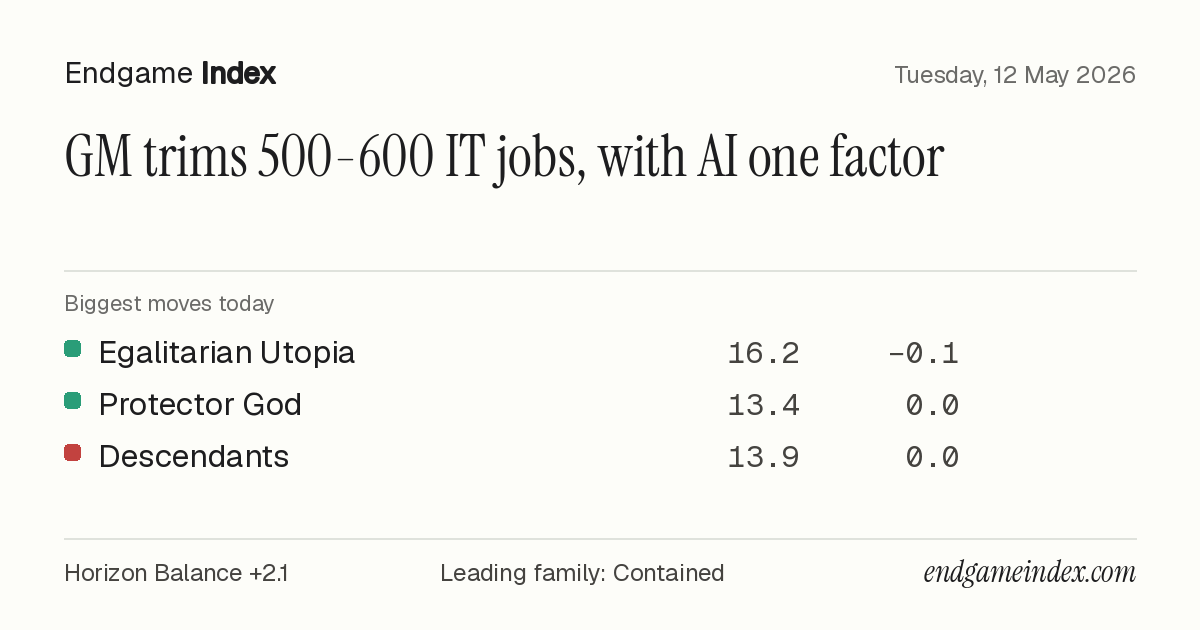 Endgame Index
Tuesday, 12 May 2026
GM trims 500–600 IT jobs, with AI one factor
Biggest moves today
Egalitarian Utopia 16.2 −0.1
Protector God 13.4 0.0
Descendants 13.9 0.0
Horizon Balance +2.1 Leading family: Contained endgameindex.com